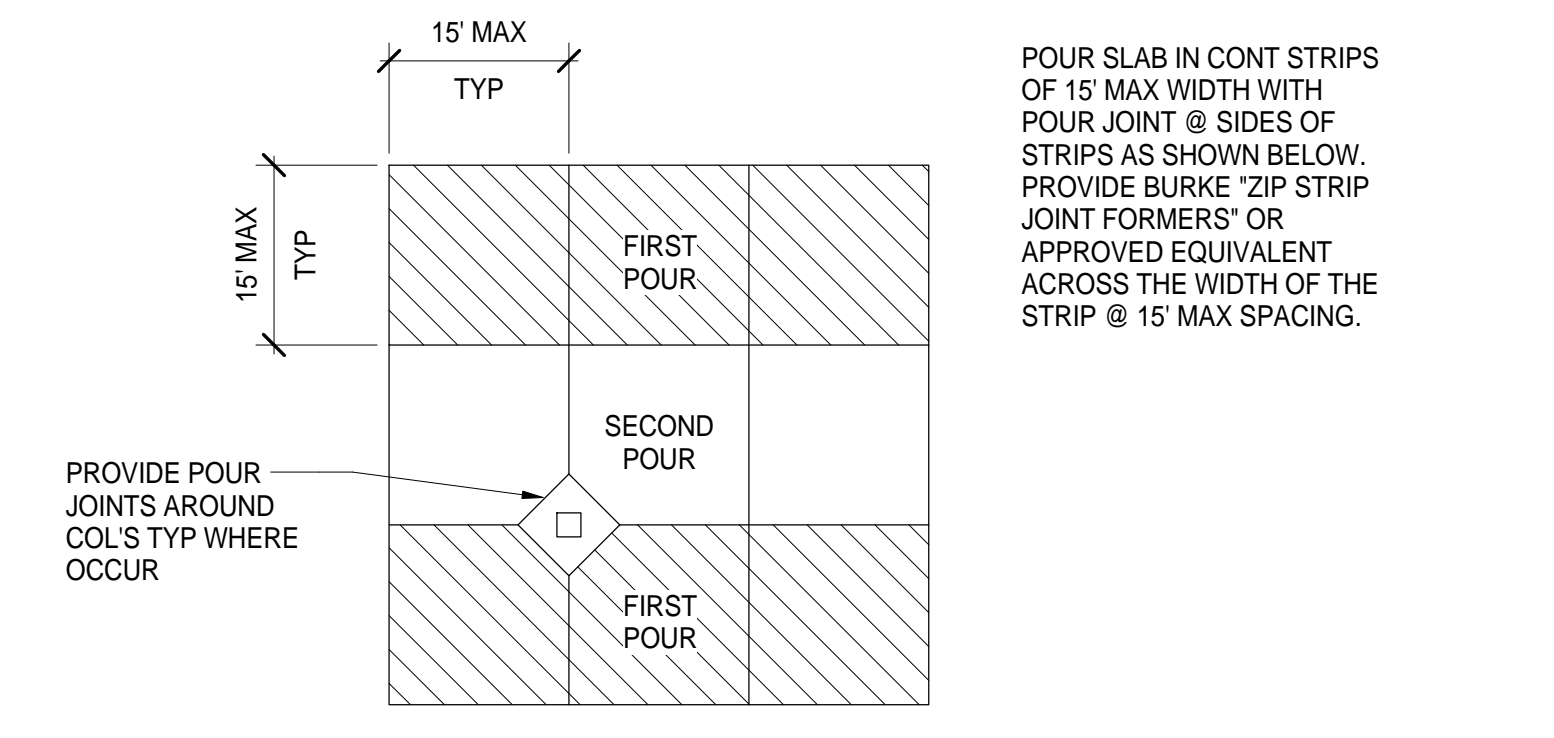 15' MAX
TYP
POUR SLAB IN CONT STRIPS
OF 15' MAX WIDTH WITH
POUR JOINT @ SIDES OF
STRIPS AS SHOWN BELOW.
PROVIDE BURKE "ZIP STRIP
JOINT FORMERS" OR
APPROVED EQUIVALENT
ACROSS THE WIDTH OF THE
STRIP @ 15' MAX SPACING.
15' MAX
TYP
FIRST
POUR
SECOND
POUR
PROVIDE POUR
JOINTS AROUND
COL'S TYP WHERE
OCCUR
FIRST
POUR